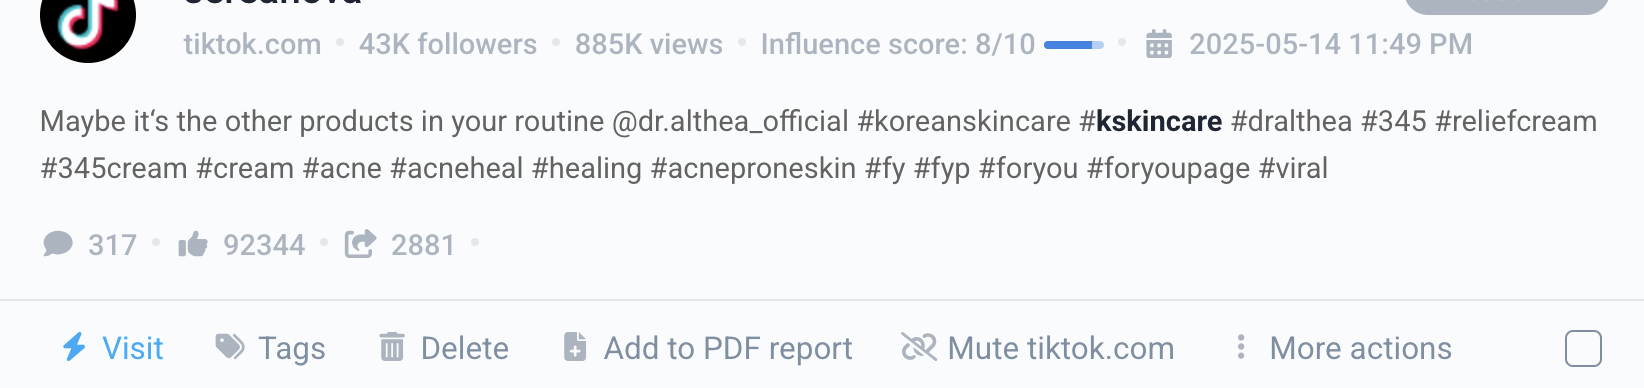 tiktok.com • 43K followers • 885K views • Influence score: 8/10 • 2025-05-14 11:49 PM
Maybe it‘s the other products in your routine @dr.althea_official #koreanskincare #kskincare #dralthea #345 #reliefcream
#345cream #cream #acne #acneheal #healing #acneproneskin #fy #fyp #foryou #foryoupage #viral
317 • 92344 • 2881 •
Visit Tags Delete Add to PDF report Mute tiktok.com More actions